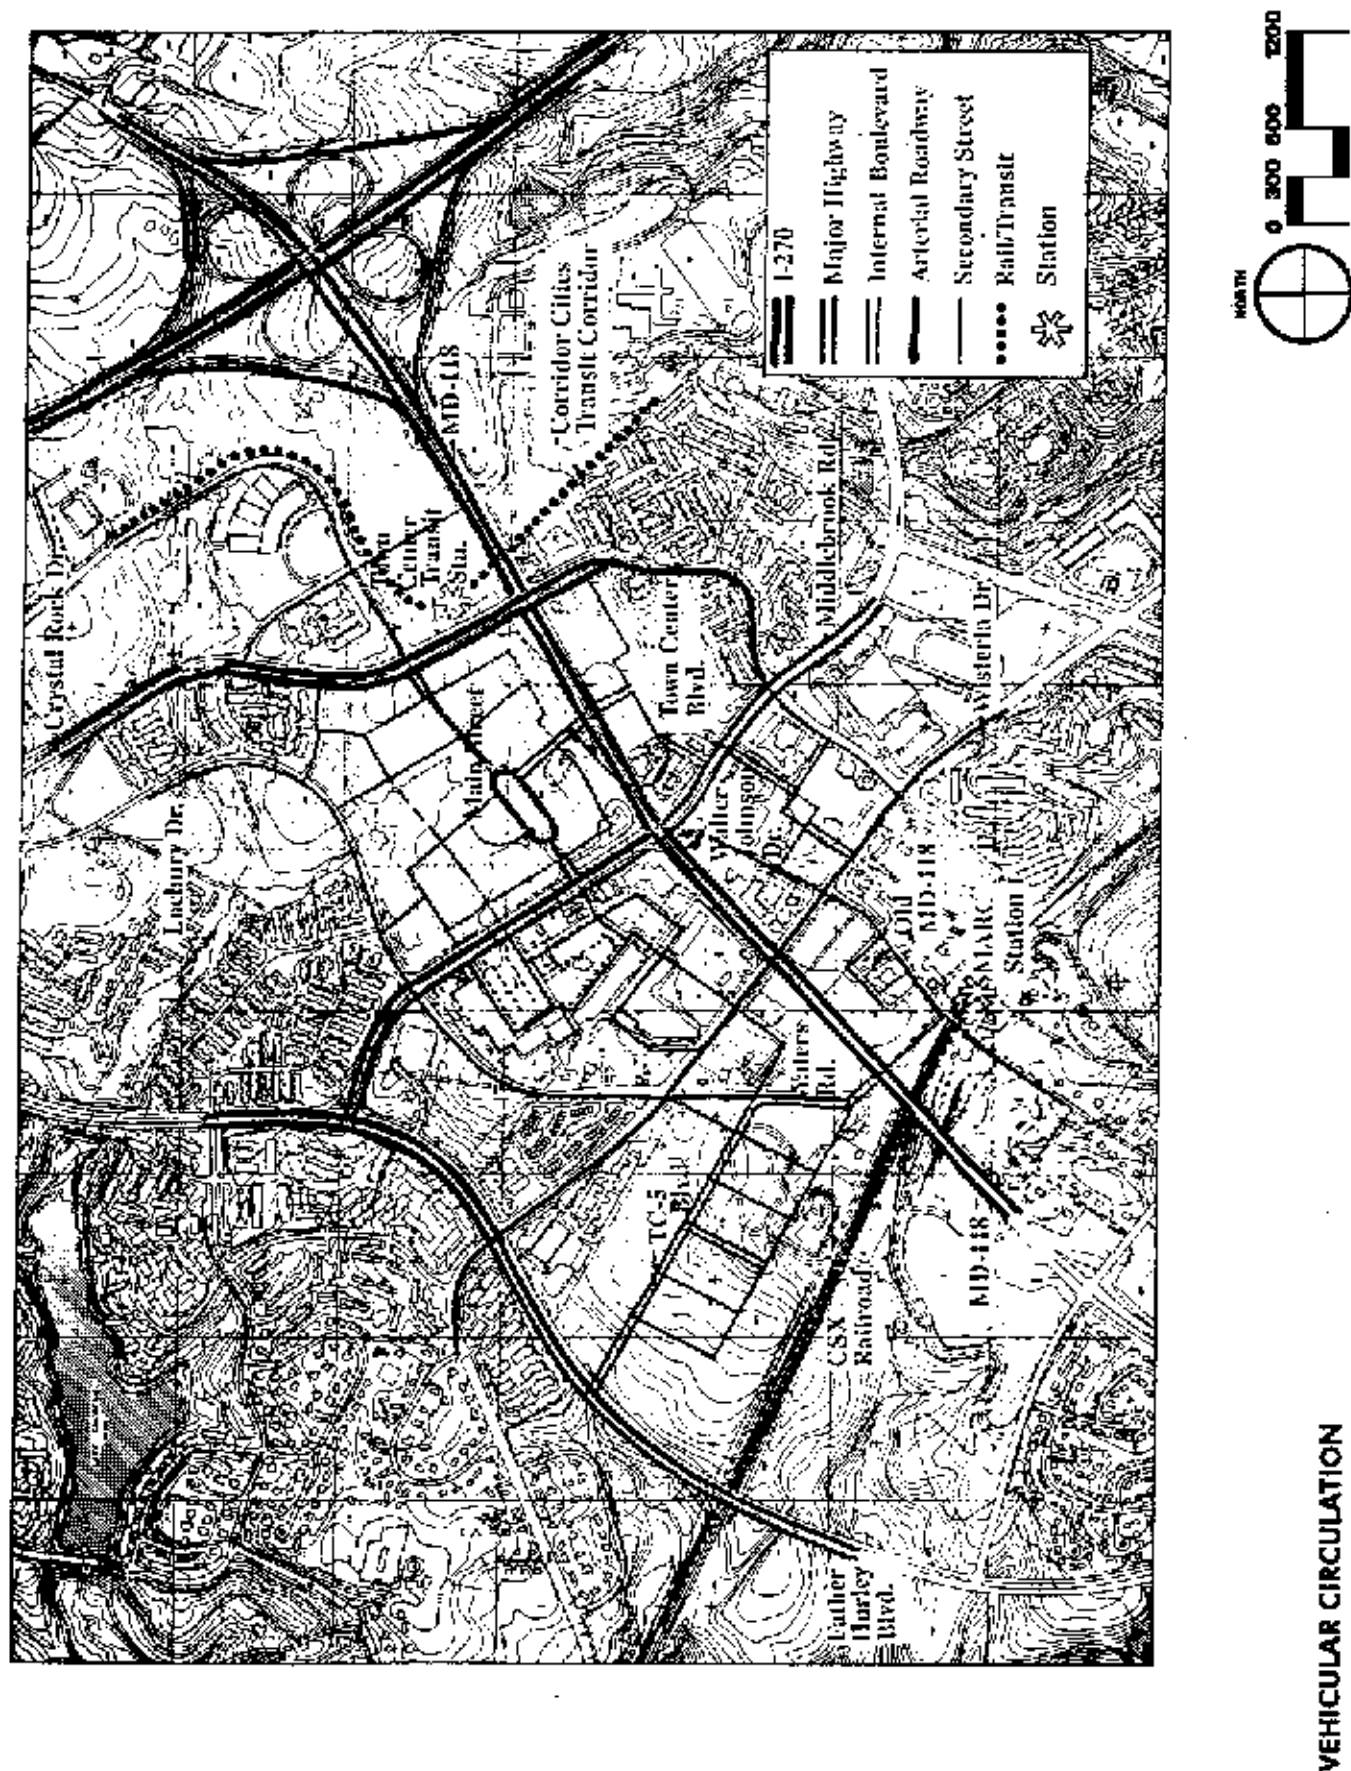 Crystal Rock Dr.
MD-118
Corridor Cities
Transit Corridor
Town
Center
Transit
Sta.
Middlebrook Rd.
Town Center
Blvd.
Wisteria Dr.
Walter
Johnson
Dr.
Main Street
Old
MD-118
MARC
Station
Waters
Rd.
TC-5
CSX
Railroad
MD-118
Father
Hurley
Blvd.
I-270
Major Highway
Internal Boulevard
Arterial Roadway
Secondary Street
Rail/Transit
Station
NORTH
0 300 600 1200
VEHICULAR CIRCULATION